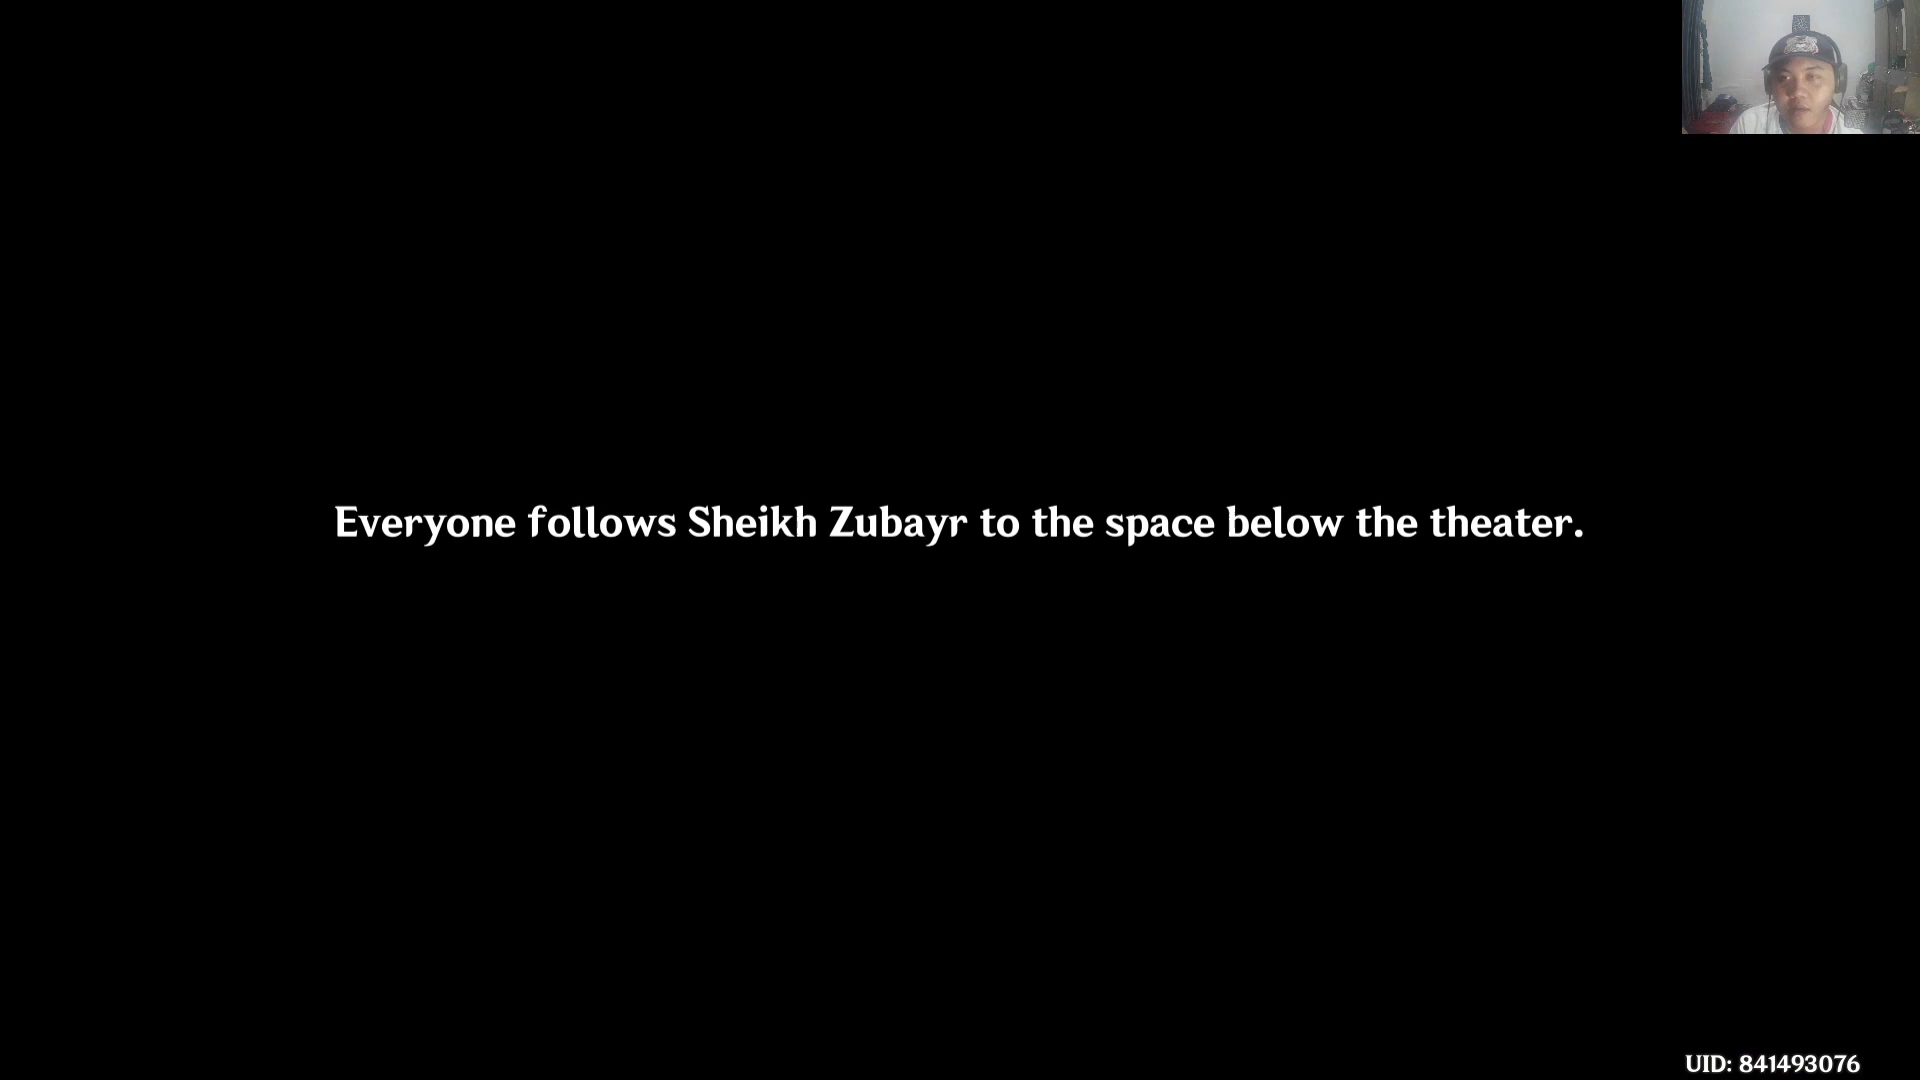 Everyone follows Sheikh Zubayr to the space below the theater.
UID: 841493076